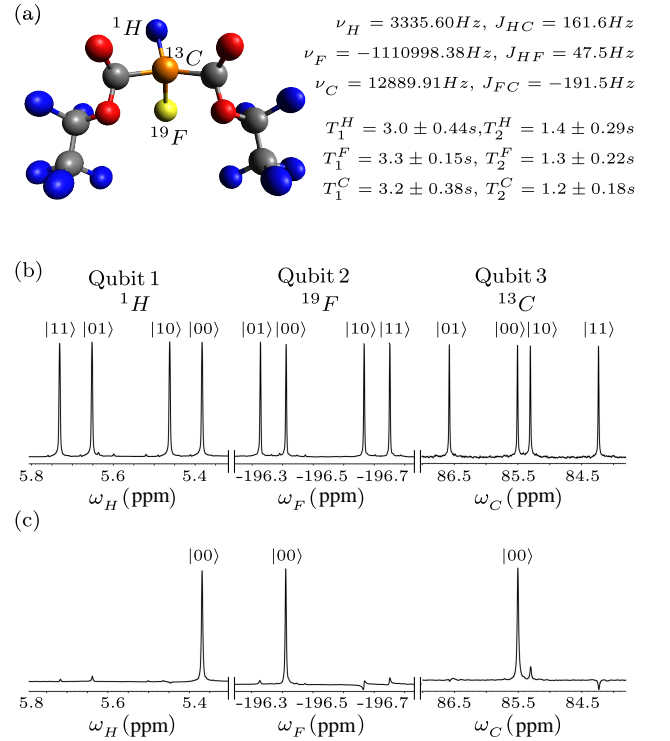 (a)
¹H
¹³C
¹⁹F
ν_H = 3335.60Hz, J_HC = 161.6Hz
ν_F = −1110998.38Hz, J_HF = 47.5Hz
ν_C = 12889.91Hz, J_FC = −191.5Hz
T₁^H = 3.0 ± 0.44s, T₂^H = 1.4 ± 0.29s
T₁^F = 3.3 ± 0.15s, T₂^F = 1.3 ± 0.22s
T₁^C = 3.2 ± 0.38s, T₂^C = 1.2 ± 0.18s
(b)
Qubit 1 Qubit 2 Qubit 3
¹H ¹⁹F ¹³C
|11⟩ |01⟩ |10⟩ |00⟩ |01⟩ |00⟩ |10⟩ |11⟩ |01⟩ |00⟩ |10⟩ |11⟩
5.8 5.6 5.4 −196.3 −196.5 −196.7 86.5 85.5 84.5
ω_H (ppm) ω_F (ppm) ω_C (ppm)
(c)
|00⟩ |00⟩ |00⟩
5.8 5.6 5.4 −196.3 −196.5 −196.7 86.5 85.5 84.5
ω_H (ppm) ω_F (ppm) ω_C (ppm)